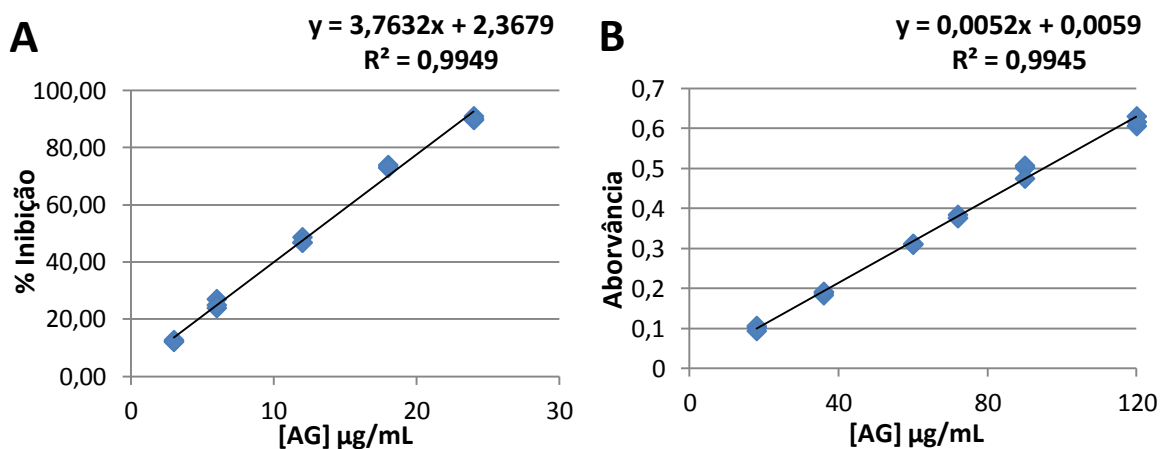 A
y = 3,7632x + 2,3679
R² = 0,9949
100,00
80,00
60,00
40,00
20,00
0,00
% Inibição
0
10
20
30
[AG] µg/mL
B
y = 0,0052x + 0,0059
R² = 0,9945
0,7
0,6
0,5
0,4
0,3
0,2
0,1
0
Aborvância
0
40
80
120
[AG] µg/mL